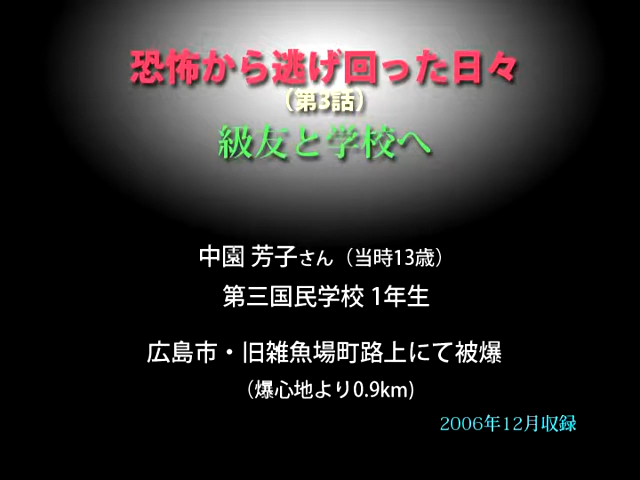 恐怖から逃げ回った日々
（第3話）
級友と学校へ
中園 芳子さん（当時13歳）
第三国民学校 1年生
広島市・旧雑魚場町路上にて被爆
（爆心地より0.9km)
2006年12月収録